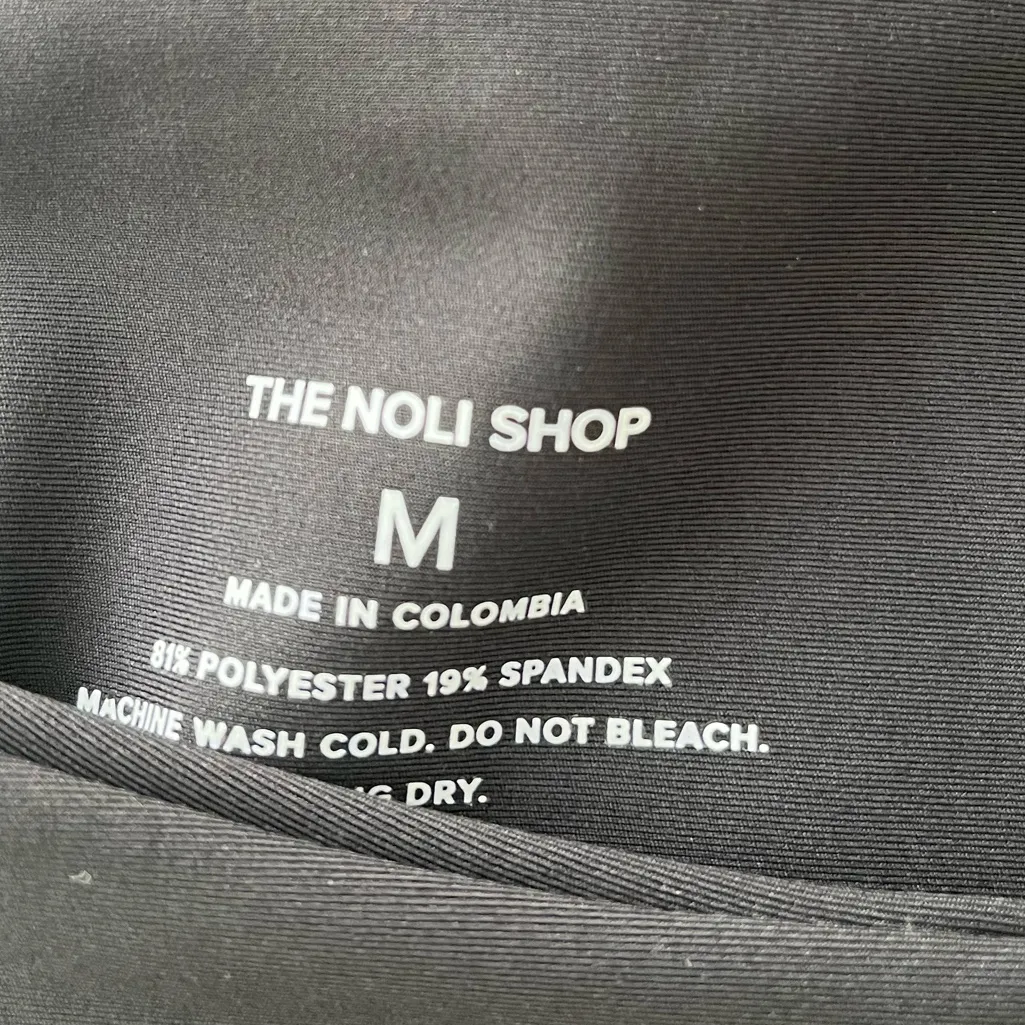 THE NOLI SHOP
M
MADE IN COLOMBIA
81% POLYESTER 19% SPANDEX
MACHINE WASH COLD. DO NOT BLEACH.
DRY.